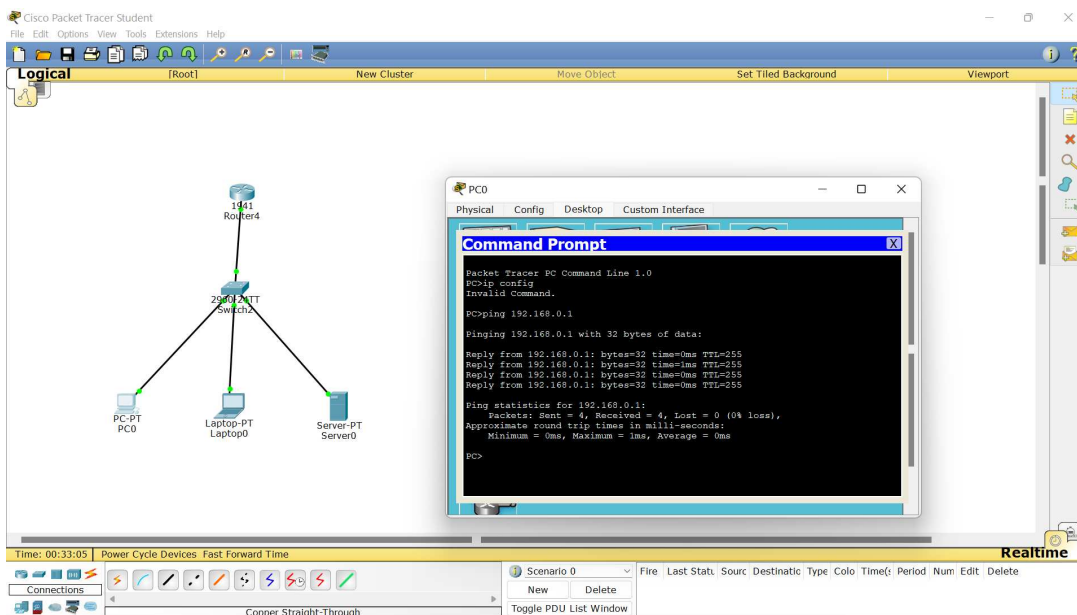 Cisco Packet Tracer Student
File Edit Options View Tools Extensions Help
Logical [Root] New Cluster Move Object Set Tiled Background Viewport
1941
Router4
2960-24TT
Switch2
PC-PT
PC0
Laptop-PT
Laptop0
Server-PT
Server0
PC0
Physical Config Desktop Custom Interface
Command Prompt X
Packet Tracer PC Command Line 1.0
PC>ip config
Invalid Command.
PC>ping 192.168.0.1
Pinging 192.168.0.1 with 32 bytes of data:
Reply from 192.168.0.1: bytes=32 time=0ms TTL=255
Reply from 192.168.0.1: bytes=32 time=1ms TTL=255
Reply from 192.168.0.1: bytes=32 time=0ms TTL=255
Reply from 192.168.0.1: bytes=32 time=0ms TTL=255
Ping statistics for 192.168.0.1:
Packets: Sent = 4, Received = 4, Lost = 0 (0% loss),
Approximate round trip times in milli-seconds:
Minimum = 0ms, Maximum = 1ms, Average = 0ms
PC>
Time: 00:33:05 Power Cycle Devices Fast Forward Time Realtime
Connections
Copper Straight-Through
Scenario 0
New Delete
Toggle PDU List Window
Fire Last Statu Sourc Destinatic Type Colo Time(s Period Num Edit Delete